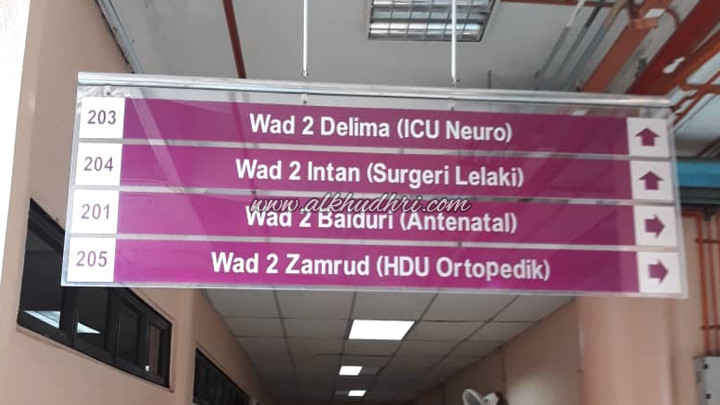 203 Wad 2 Delima (ICU Neuro)
204 Wad 2 Intan (Surgeri Lelaki)
www.alkhudhri.com
201 Wad 2 Baiduri (Antenatal)
205 Wad 2 Zamrud (HDU Ortopedik)